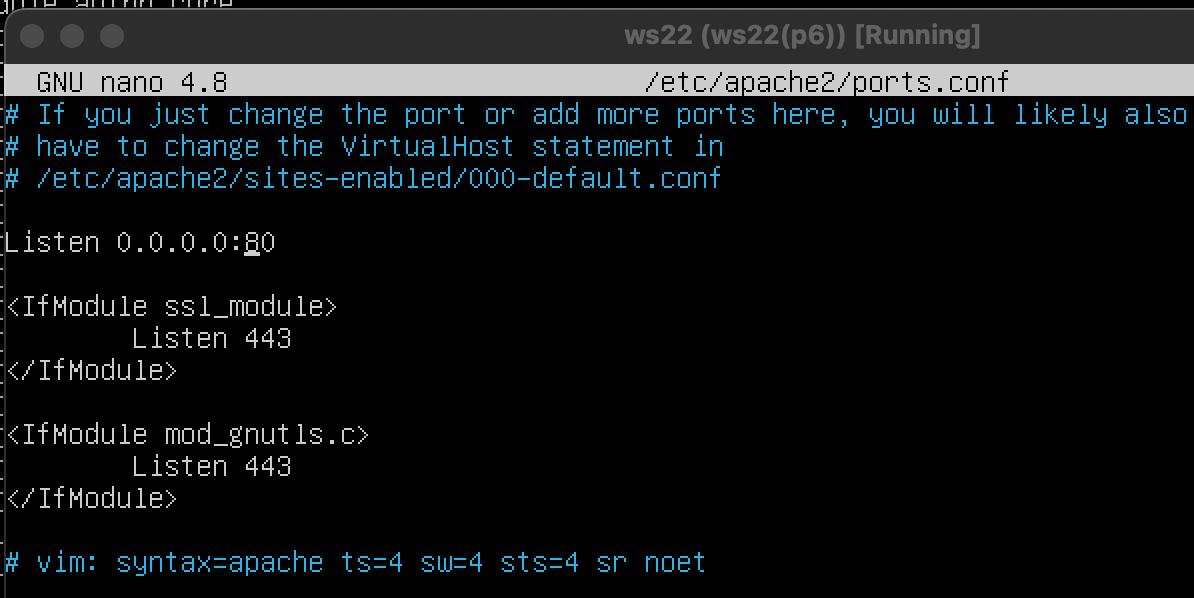 ws22 (ws22(p6)) [Running]
GNU nano 4.8 /etc/apache2/ports.conf
# If you just change the port or add more ports here, you will likely also
# have to change the VirtualHost statement in
# /etc/apache2/sites-enabled/000-default.conf
Listen 0.0.0.0:80
<IfModule ssl_module>
Listen 443
</IfModule>
<IfModule mod_gnutls.c>
Listen 443
</IfModule>
# vim: syntax=apache ts=4 sw=4 sts=4 sr noet